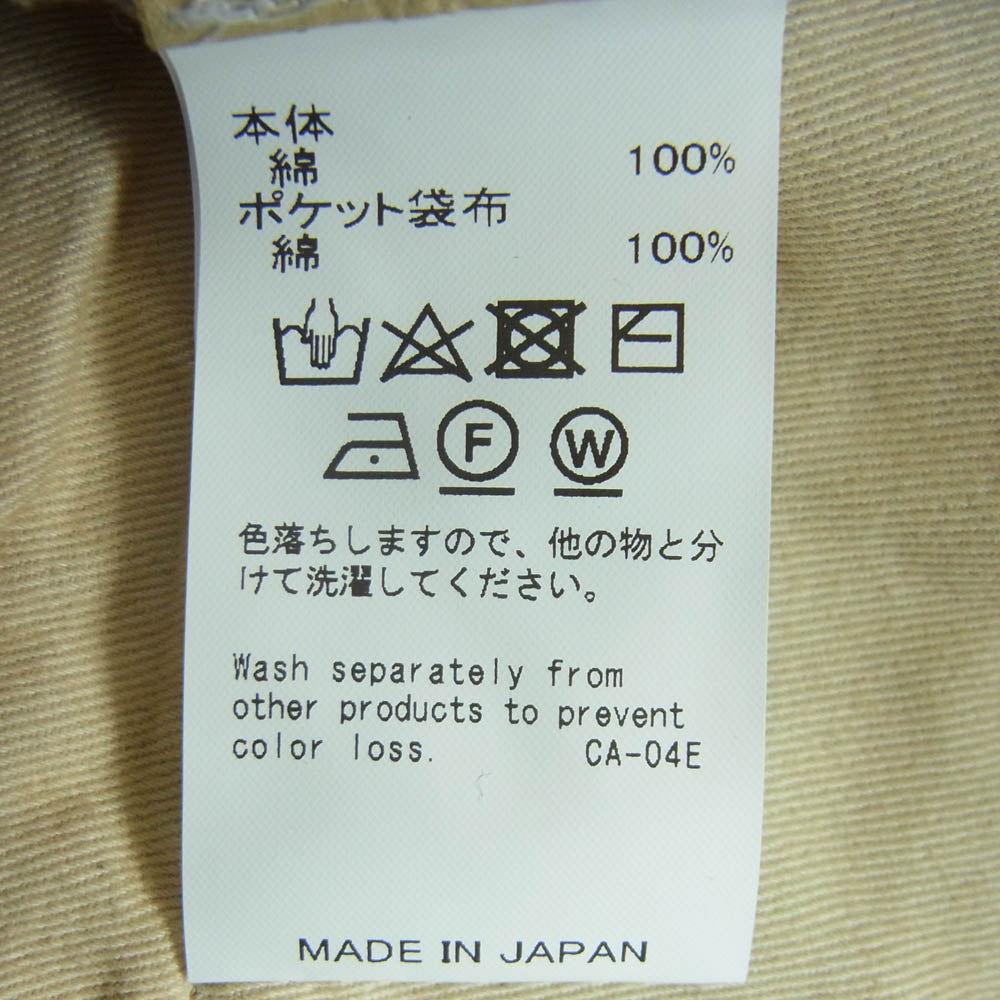 本体
綿 100%
ポケット袋布
綿 100%
F W
色落ちしますので、他の物と分
けて洗濯してください。
Wash separately from
other products to prevent
color loss. CA-04E
MADE IN JAPAN